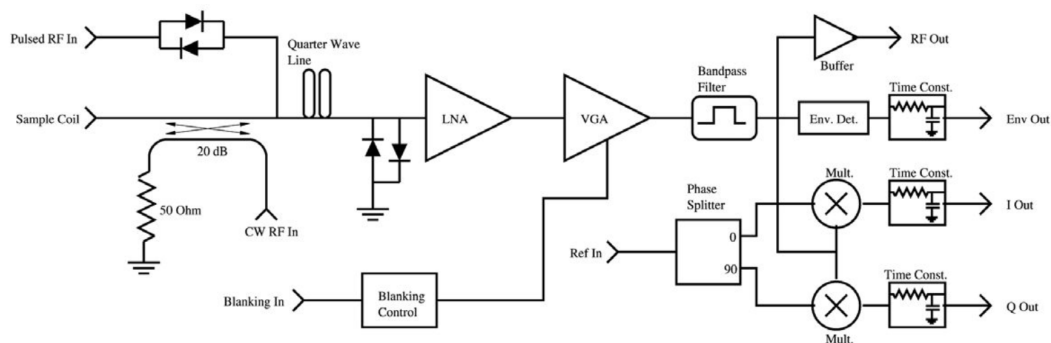 Pulsed RF In
Quarter Wave
Line
Sample Coil
20 dB
50 Ohm
CW RF In
LNA
VGA
Bandpass
Filter
Buffer
RF Out
Env. Det.
Time Const.
Env Out
Mult.
Time Const.
I Out
Phase
Splitter
0
90
Ref In
Time Const.
Q Out
Mult.
Blanking In
Blanking
Control